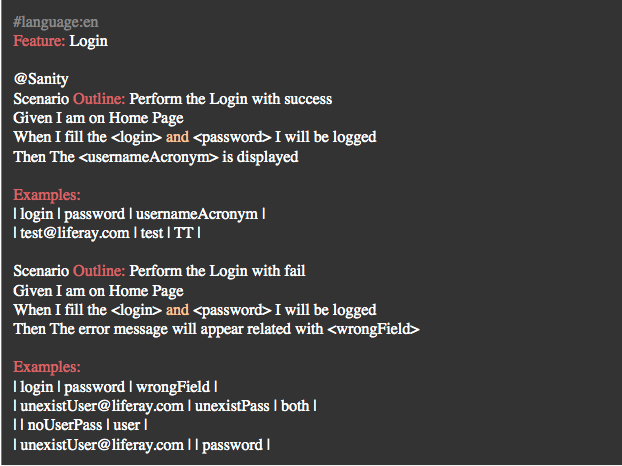 #language:en
Feature: Login
@Sanity
Scenario Outline: Perform the Login with success
Given I am on Home Page
When I fill the <login> and <password> I will be logged
Then The <usernameAcronym> is displayed
Examples:
| login | password | usernameAcronym |
| test@liferay.com | test | TT |
Scenario Outline: Perform the Login with fail
Given I am on Home Page
When I fill the <login> and <password> I will be logged
Then The error message will appear related with <wrongField>
Examples:
| login | password | wrongField |
| unexistUser@liferay.com | unexistPass | both |
| | noUserPass | user |
| unexistUser@liferay.com | | password |